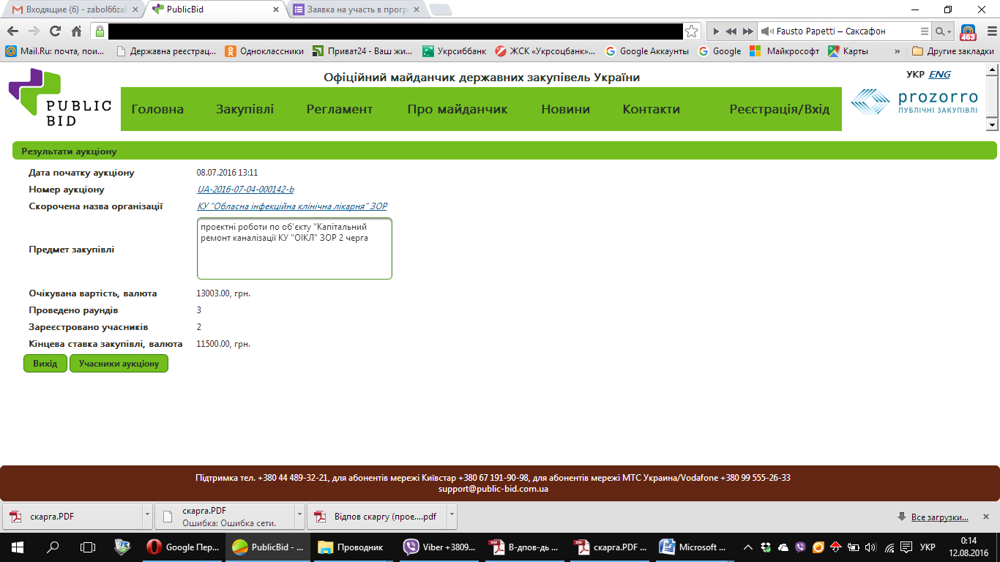 Входящие (6) - zabol66zal
PublicBid
Заявка на участь в прогр
Fausto Papetti – Саксафон
463
Mail.Ru: почта, пои...
Державна реєстрац...
Одноклассники
Приват24 - Ваш жи...
Укрсиббанк
ЖСК «Укрсоцбанк»...
Google Аккаунты
Google
Майкрософт
Карты
»
Другие закладки
Офіційний майданчик державних закупівель України
УКР ENG
PUBLIC
BID
Головна
Закупівлі
Регламент
Про майданчик
Новини
Контакти
Реєстрація/Вхід
prozorro
ПУБЛІЧНІ ЗАКУПІВЛІ
Результати аукціону
Дата початку аукціону 08.07.2016 13:11
Номер аукціону UA-2016-07-04-000142-b
Скорочена назва організації КУ "Обласна інфекційна клінічна лікарня" ЗОР
Предмет закупівлі
проектні роботи по об'єкту "Капітальний
ремонт каналізації КУ "ОІКЛ" ЗОР 2 черга
Очікувана вартість, валюта 13003.00, грн.
Проведено раундів 3
Зареєстровано учасників 2
Кінцева ставка закупівлі, валюта 11500.00, грн.
Вихід
Учасники аукціону
Підтримка тел. +380 44 489-32-21, для абонентів мережі Київстар +380 67 191-90-98, для абонентів мережі МТС Украина/Vodafone +380 99 555-26-33
support@public-bid.com.ua
скарга.PDF
скарга.PDF
Ошибка: Ошибка сети.
Відпов скаргу (прое....pdf
Все загрузки...
Google Пер...
PublicBid - ...
Проводник
Viber +3809...
В-дпов-дь ...
скарга.PDF ...
Microsoft ...
УКР
0:14
12.08.2016